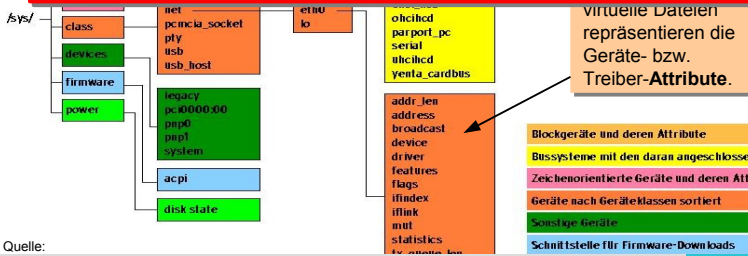 /sys/
class
devices
firmware
power
net
pcmcia_socket
pty
usb
usb_host
legacy
pci0000:00
pnp0
pnp1
system
acpi
disk state
eth0
lo
ohcihcd
parport_pc
serial
uhcihcd
yenta_cardbus
addr_len
address
broadcast
device
driver
features
flags
ifindex
iflink
mut
statistics
tx_queue_len
virtuelle Dateien
repräsentieren die
Geräte- bzw.
Treiber-Attribute.
Blockgeräte und deren Attribute
Bussysteme mit den daran angeschlosse
Zeichenorientierte Geräte und deren Att
Geräte nach Geräteklassen sortiert
Sonstige Geräte
Schnittstelle für Firmware-Downloads
Quelle: